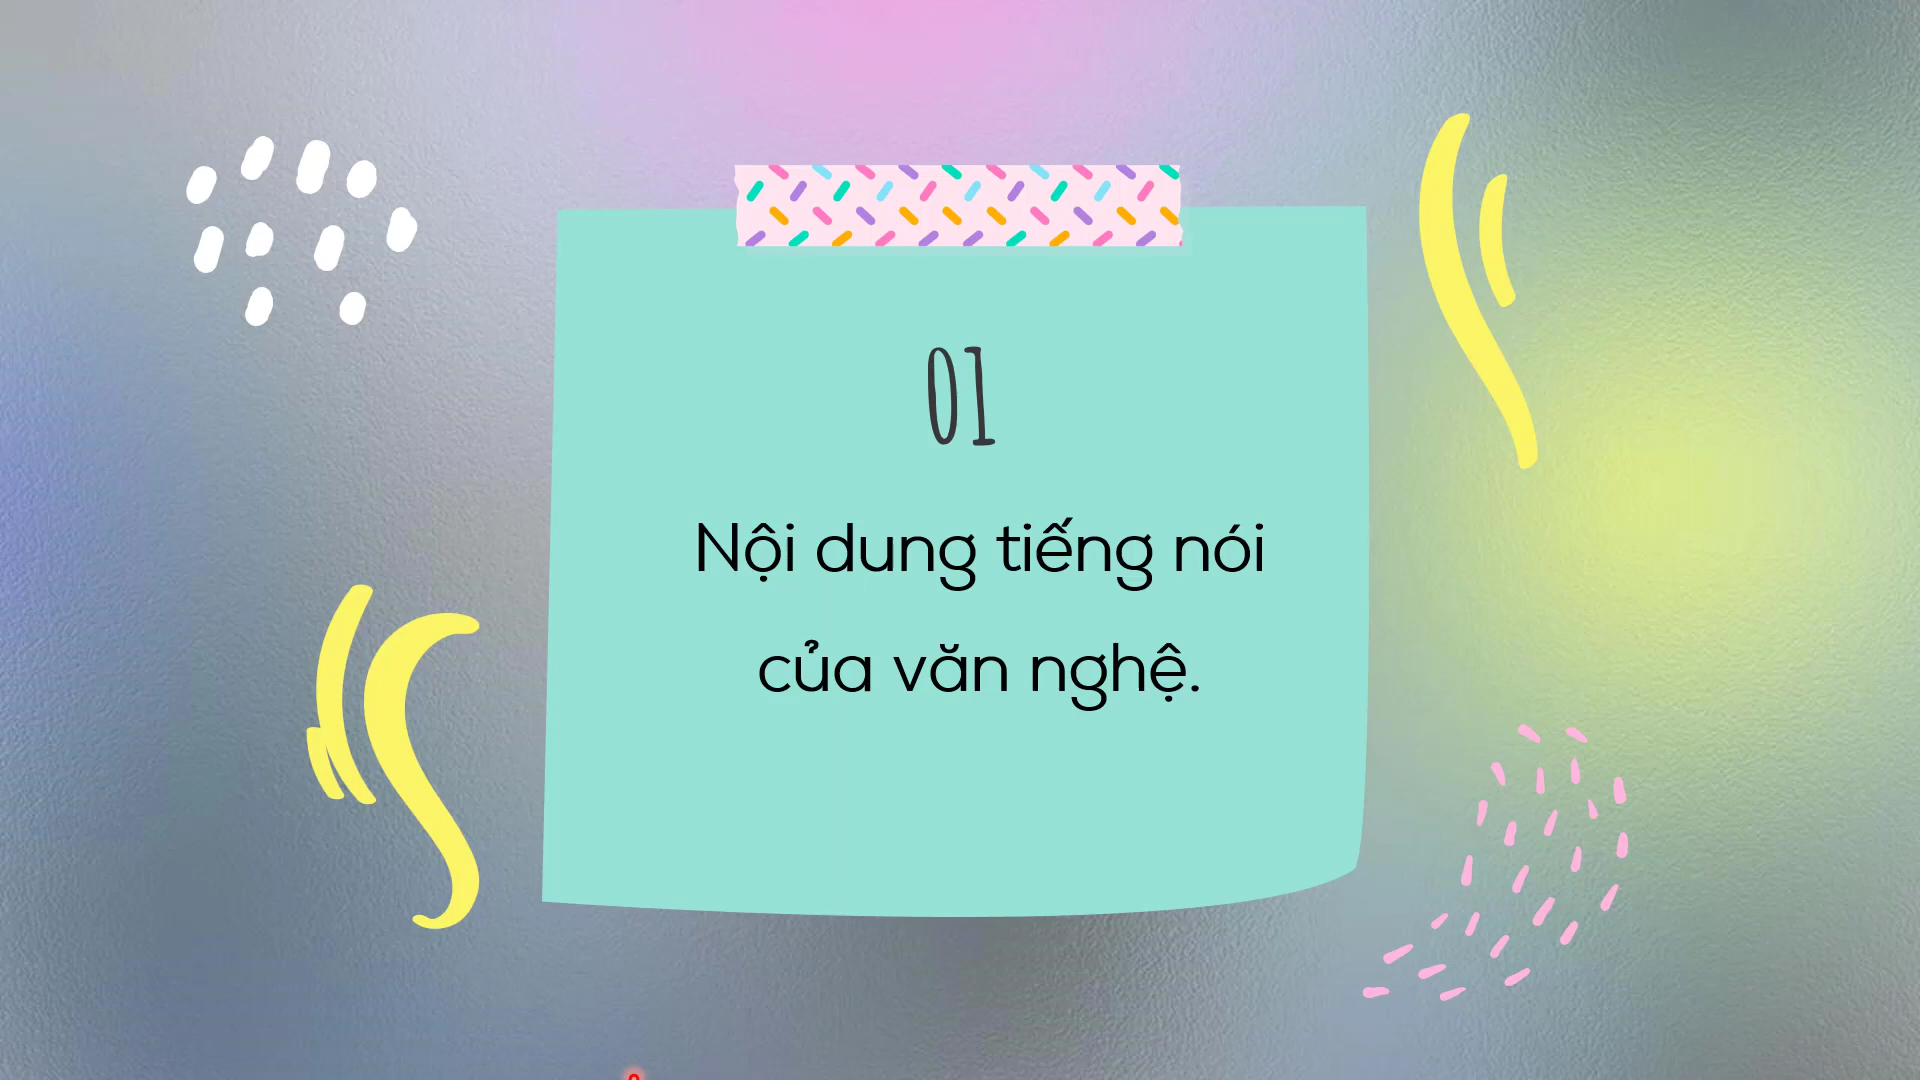 01
Nội dung tiếng nói
của văn nghệ.